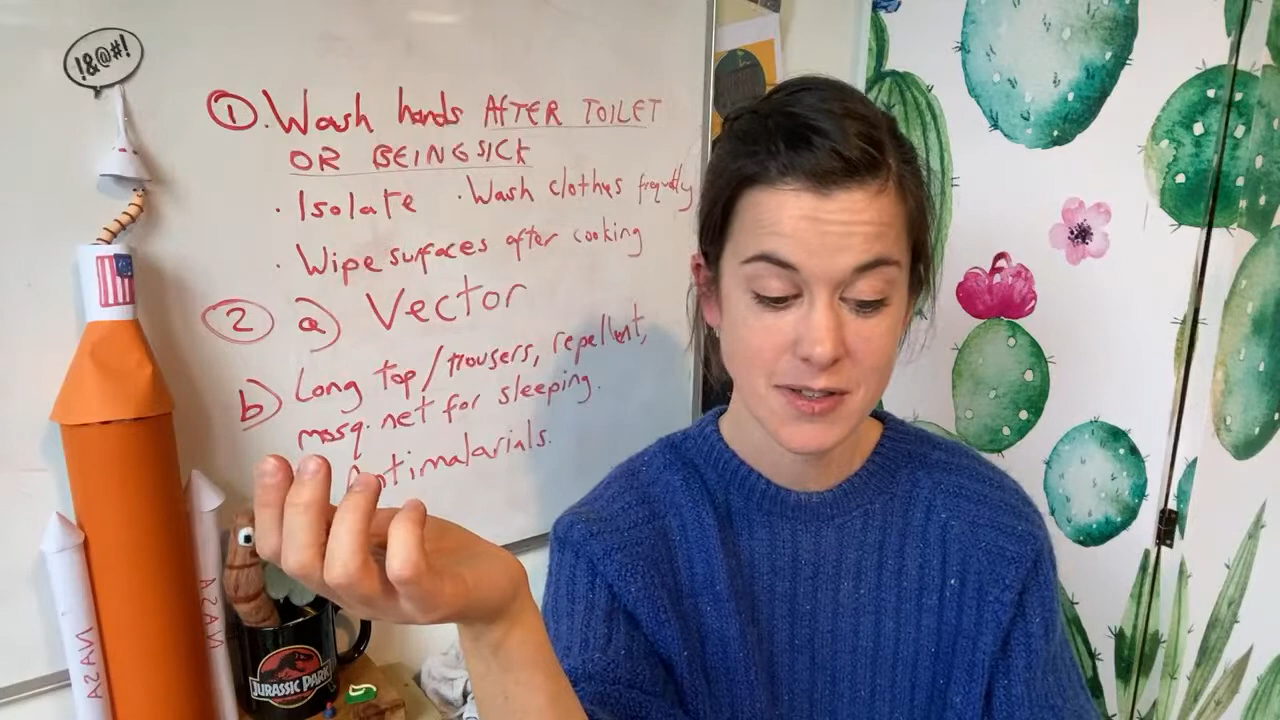 !&@#!
①. Wash hands AFTER TOILET
OR BEING SICK
· Isolate · Wash clothes frequently
· Wipe surfaces after cooking
② a) Vector
b) Long top/trousers, repellent,
mosq. net for sleeping.
Antimalarials.
NASA
NASA
JURASSIC PARK